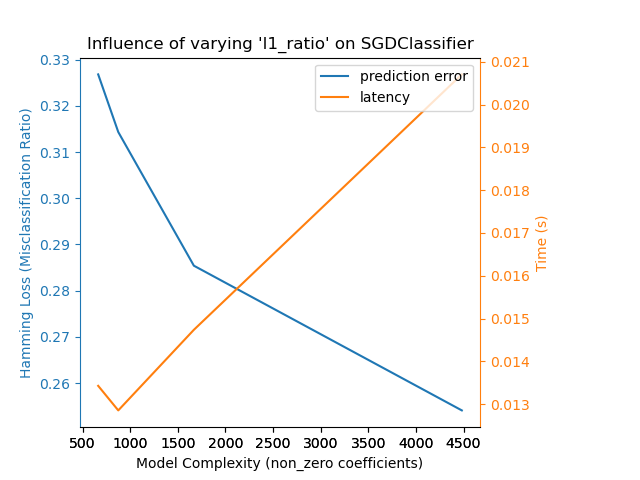 Influence of varying 'l1_ratio' on SGDClassifier
prediction error
latency
Hamming Loss (Misclassification Ratio)
0.33
0.32
0.31
0.30
0.29
0.28
0.27
0.26
0.021
0.020
0.019
0.018
0.017
0.016
0.015
0.014
0.013
Time (s)
500 1000 1500 2000 2500 3000 3500 4000 4500
Model Complexity (non_zero coefficients)